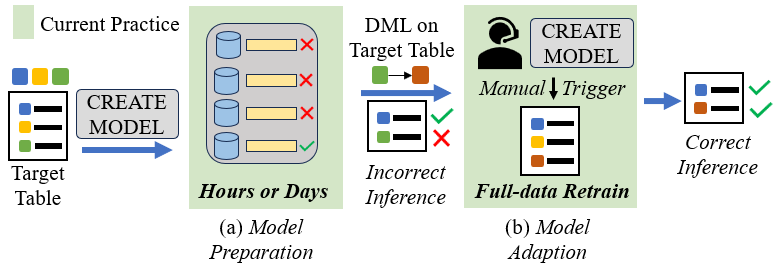 Current Practice
CREATE
MODEL
Target
Table
Hours or Days
(a) Model
Preparation
DML on
Target Table
Incorrect
Inference
CREATE
MODEL
Manual Trigger
Full-data Retrain
(b) Model
Adaption
Correct
Inference